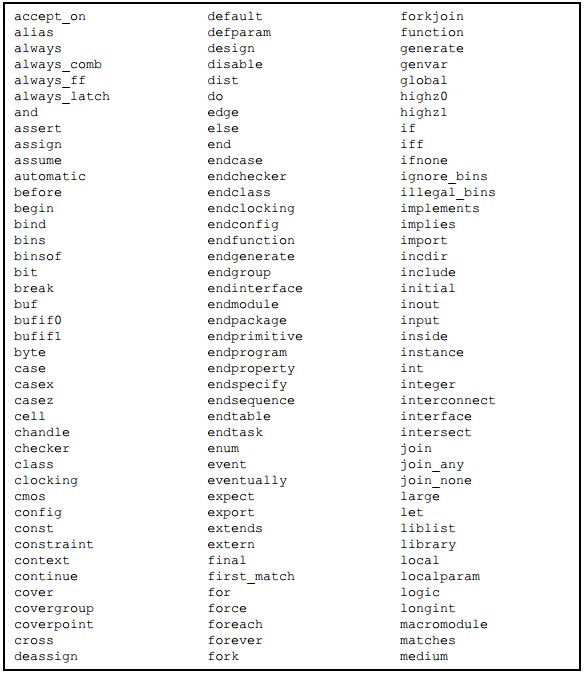 accept_on default forkjoin
alias defparam function
always design generate
always_comb disable genvar
always_ff dist global
always_latch do highz0
and edge highz1
assert else if
assign end iff
assume endcase ifnone
automatic endchecker ignore_bins
before endclass illegal_bins
begin endclocking implements
bind endconfig implies
bins endfunction import
binsof endgenerate incdir
bit endgroup include
break endinterface initial
buf endmodule inout
bufif0 endpackage input
bufif1 endprimitive inside
byte endprogram instance
case endproperty int
casex endspecify integer
casez endsequence interconnect
cell endtable interface
chandle endtask intersect
checker enum join
class event join_any
clocking eventually join_none
cmos expect large
config export let
const extends liblist
constraint extern library
context final local
continue first_match localparam
cover for logic
covergroup force longint
coverpoint foreach macromodule
cross forever matches
deassign fork medium